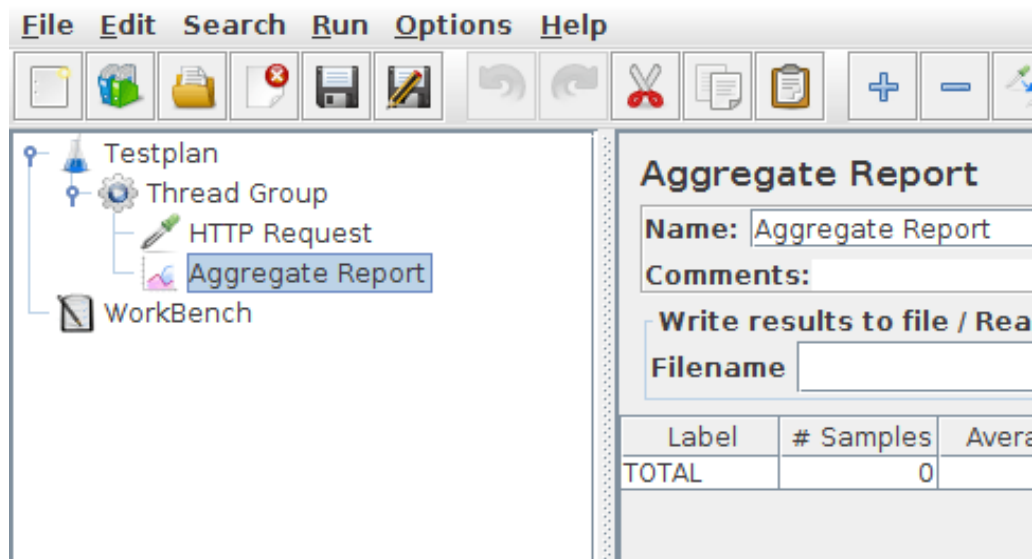 File Edit Search Run Options Help
Testplan
Thread Group
HTTP Request
Aggregate Report
WorkBench
Aggregate Report
Name: Aggregate Report
Comments:
Write results to file / Rea
Filename
Label # Samples Avera
TOTAL 0